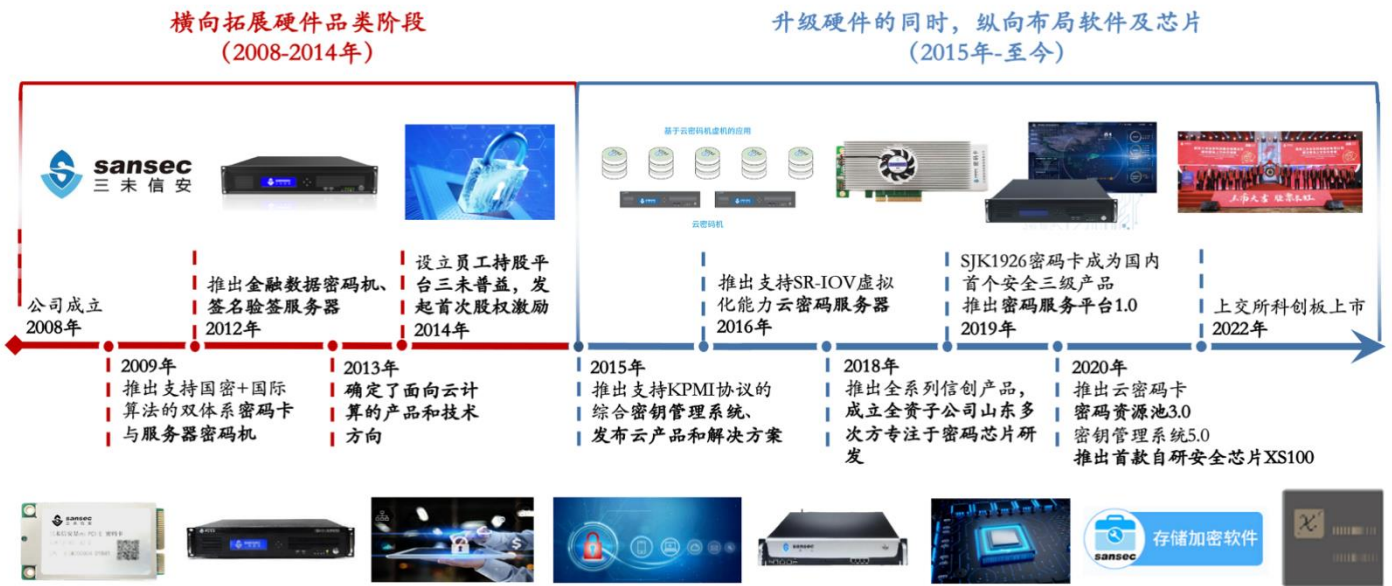 横向拓展硬件品类阶段
(2008-2014年)
升级硬件的同时，纵向布局软件及芯片
(2015年-至今)
sansec
三未信安
基于云密码机虚机的应用
云密码机
上市大吉 股票长虹
公司成立
2008年
2009年
推出支持国密+国际
算法的双体系密码卡
与服务器密码机
推出金融数据密码机、
签名验签服务器
2012年
2013年
确定了面向云计
算的产品和技术
方向
设立员工持股平
台三未普益，发
起首次股权激励
2014年
2015年
推出支持KPMI协议的
综合密钥管理系统、
发布云产品和解决方案
推出支持SR-IOV虚拟
化能力云密码服务器
2016年
2018年
推出全系列信创产品，
成立全资子公司山东多
次方专注于密码芯片研
发
SJK1926密码卡成为国内
首个安全三级产品
推出密码服务平台1.0
2019年
2020年
推出云密码卡
密码资源池3.0
密钥管理系统5.0
推出首款自研安全芯片XS100
上交所科创板上市
2022年
sansec
三未信安
sansec
存储加密软件